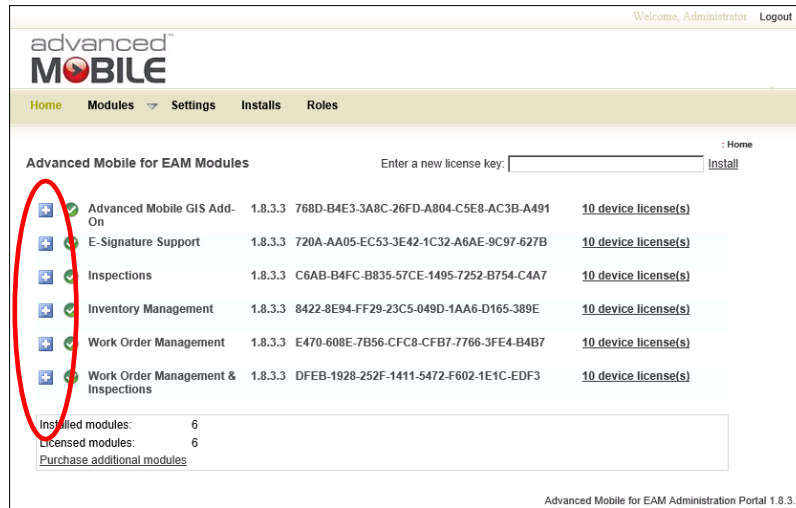 Welcome, Administrator Logout
advanced™
MOBILE
Home Modules Settings Installs Roles
: Home
Advanced Mobile for EAM Modules Enter a new license key: Install
Advanced Mobile GIS Add-On 1.8.3.3 768D-B4E3-3A8C-26FD-A804-C5E8-AC3B-A491 10 device license(s)
E-Signature Support 1.8.3.3 720A-AA05-EC53-3E42-1C32-A6AE-9C97-627B 10 device license(s)
Inspections 1.8.3.3 C6AB-B4FC-B835-57CE-1495-7252-B754-C4A7 10 device license(s)
Inventory Management 1.8.3.3 8422-8E94-FF29-23C5-049D-1AA6-D165-389E 10 device license(s)
Work Order Management 1.8.3.3 E470-608E-7B56-CFC8-CFB7-7766-3FE4-B4B7 10 device license(s)
Work Order Management & Inspections 1.8.3.3 DFEB-1928-252F-1411-5472-F602-1E1C-EDF3 10 device license(s)
Installed modules: 6
Licensed modules: 6
Purchase additional modules
Advanced Mobile for EAM Administration Portal 1.8.3.